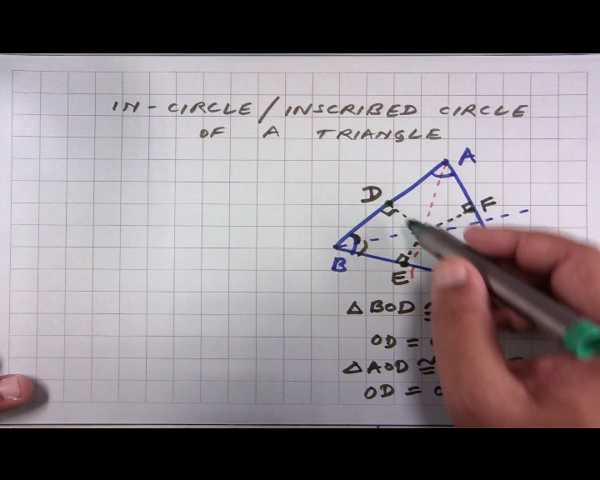 IN-CIRCLE/INSCRIBED CIRCLE
OF A TRIANGLE
A
D
F
B
E
△ BOD ≅
OD =
△ AOD ≅
OD =